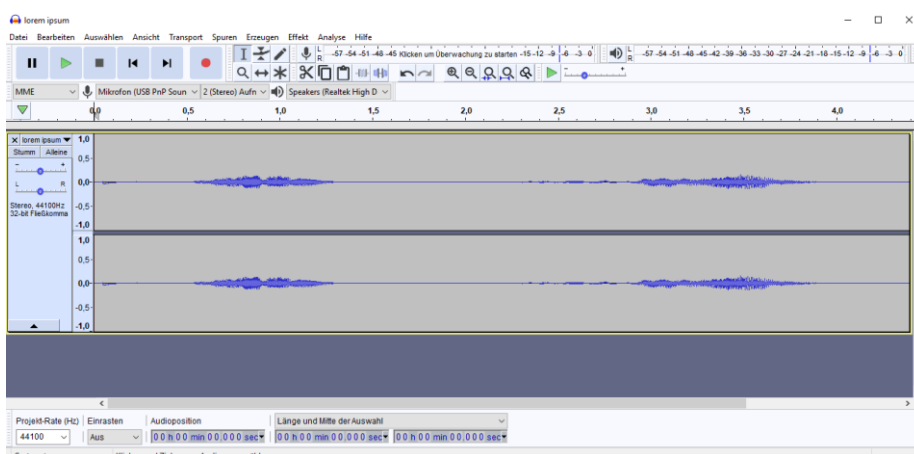 lorem ipsum
Datei Bearbeiten Auswählen Ansicht Transport Spuren Erzeugen Effekt Analyse Hilfe
L R -57 -54 -51 -48 -45 Klicken um Überwachung zu starten -15 -12 -9 -6 -3 0 L R -57 -54 -51 -48 -45 -42 -39 -36 -33 -30 -27 -24 -21 -18 -15 -12 -9 -6 -3 0
MME Mikrofon (USB PnP Soun 2 (Stereo) Aufn Speakers (Realtek High D
0,0 0,5 1,0 1,5 2,0 2,5 3,0 3,5 4,0
lorem ipsum 1,0
Stumm Alleine 0,5
- +
L R 0,0
Stereo, 44100Hz -0,5
32-bit Fließkomma
-1,0
1,0
0,5
0,0
-0,5
-1,0
Projekt-Rate (Hz) Einrasten Audioposition Länge und Mitte der Auswahl
44100 Aus 00 h 00 min 00.000 sec 00 h 00 min 00.000 sec 00 h 00 min 00.000 sec